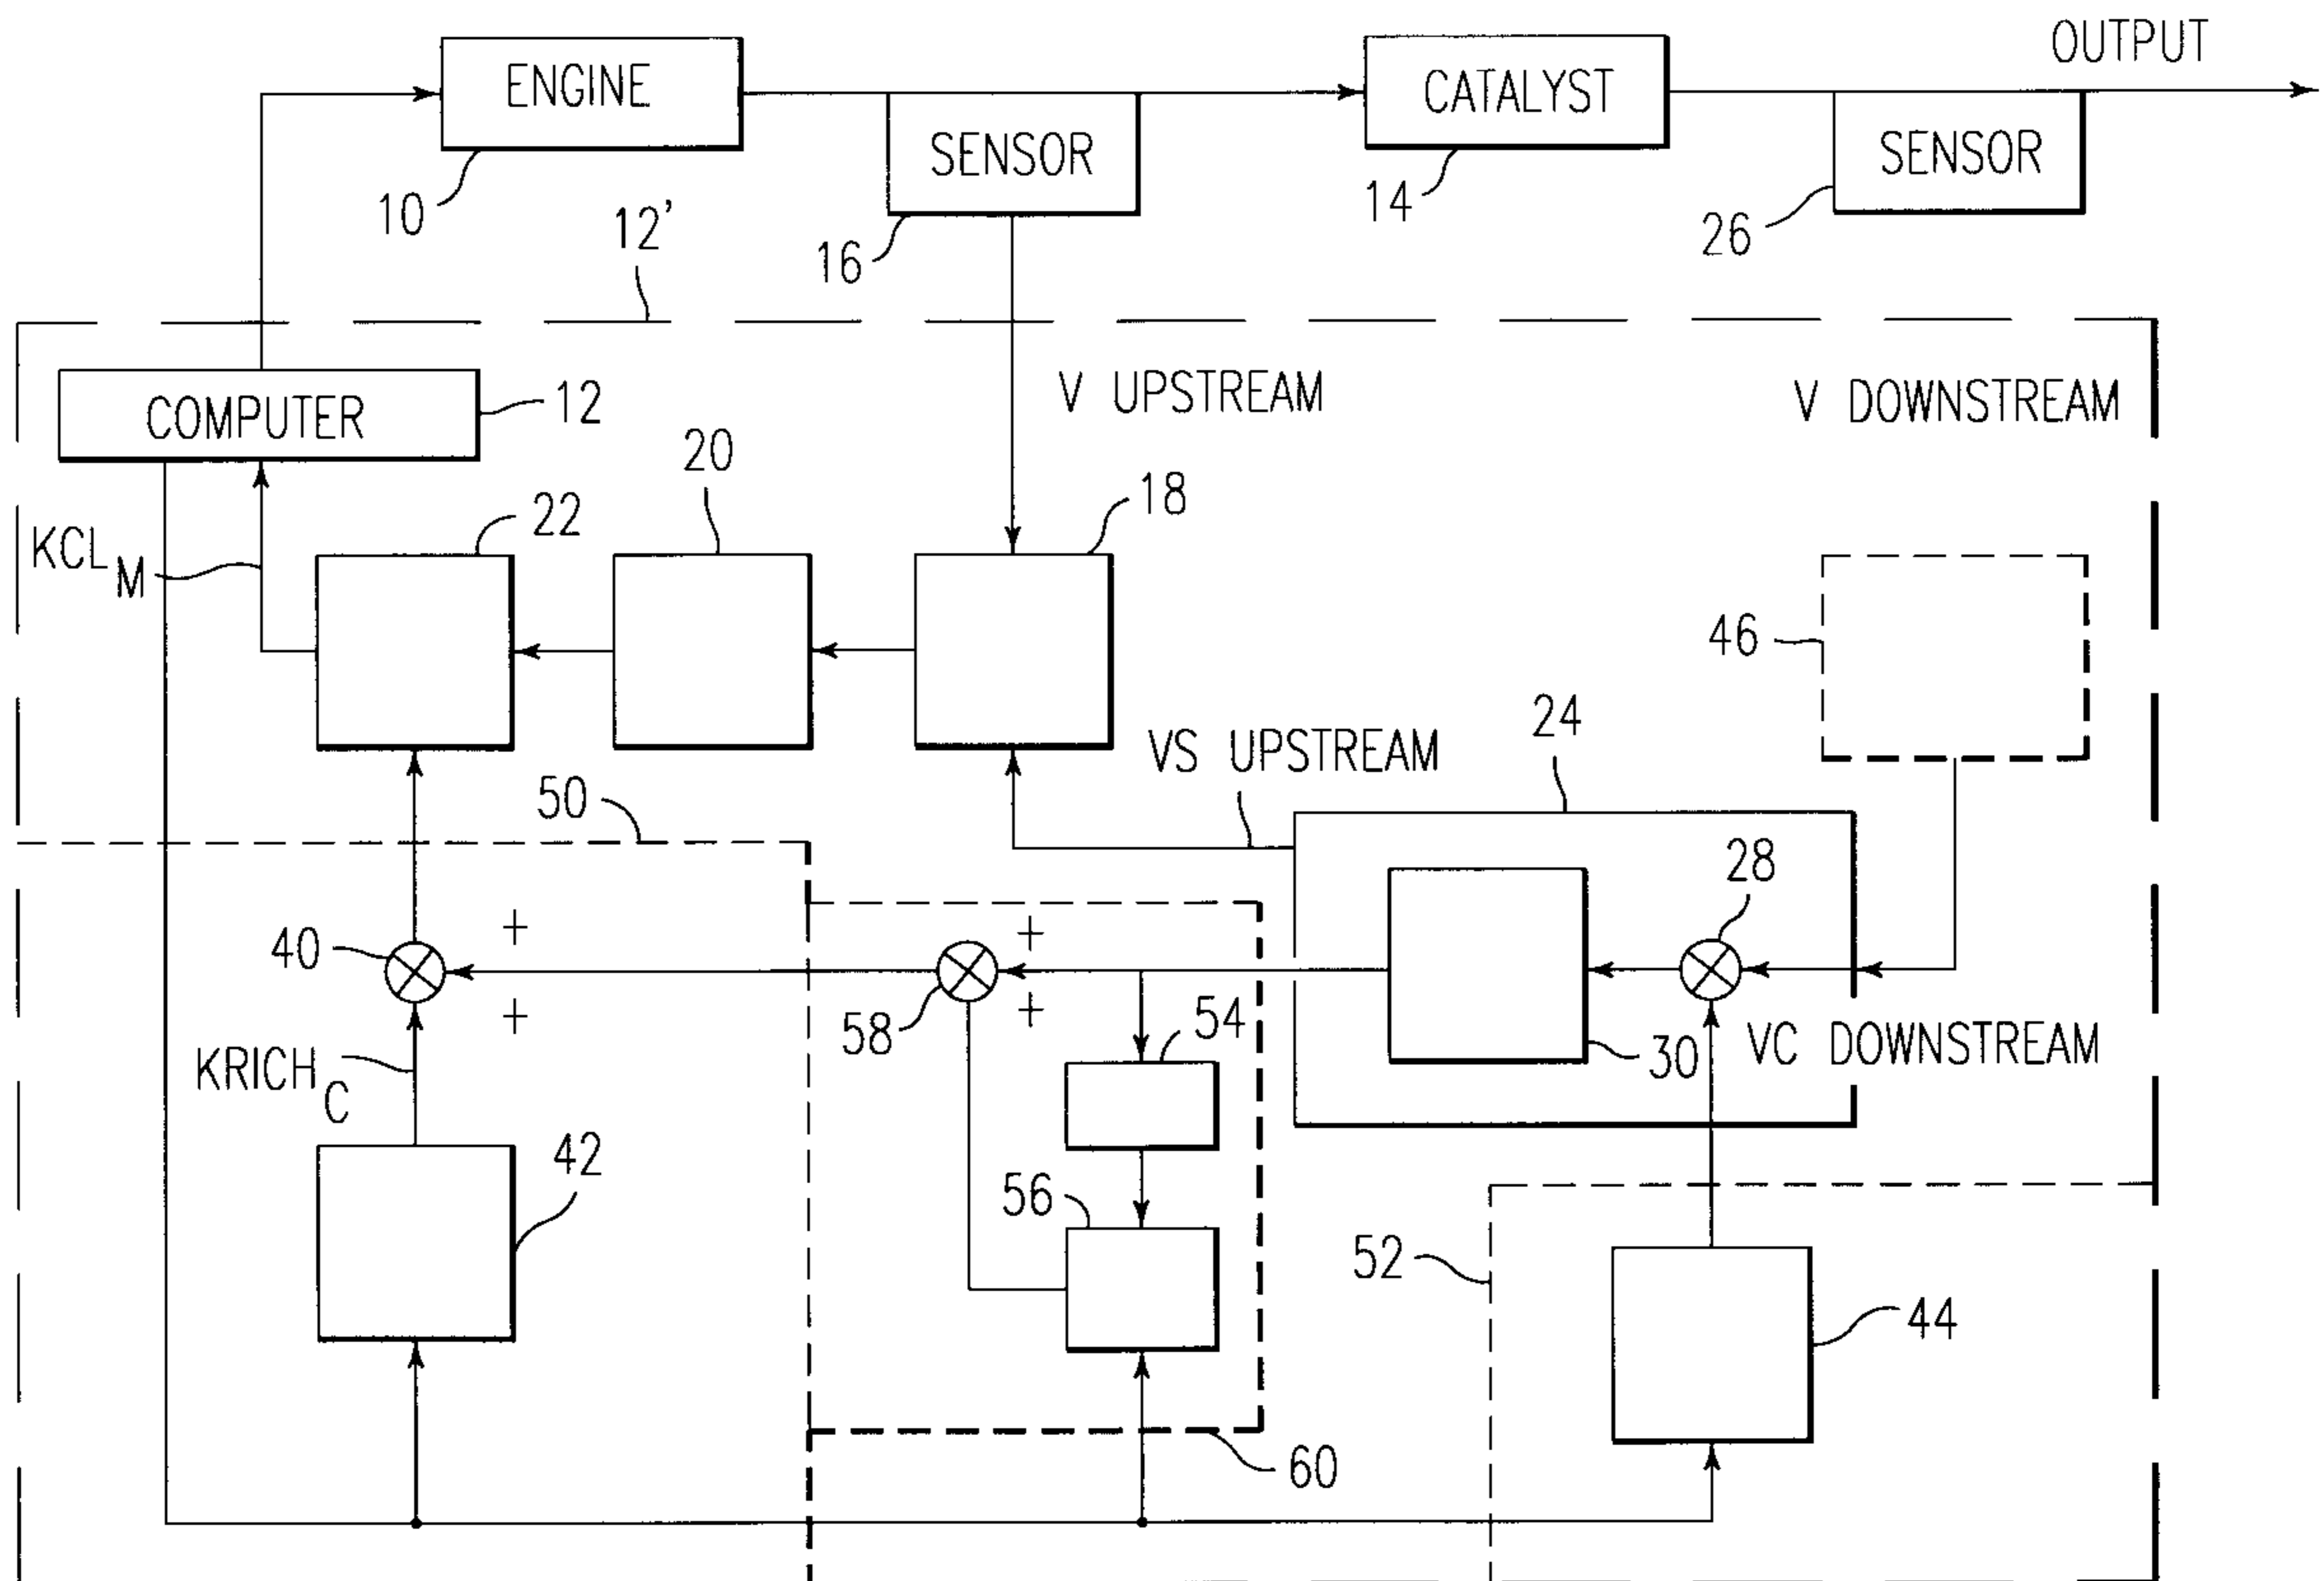 OUTPUT
ENGINE
CATALYST
SENSOR
SENSOR
10
12'
16
14
26
COMPUTER
12
V UPSTREAM
V DOWNSTREAM
20
22
18
KCL M
46
24
VS UPSTREAM
50
28
40
+
+
58
+
+
54
30
VC DOWNSTREAM
KRICH C
42
56
52
44
60